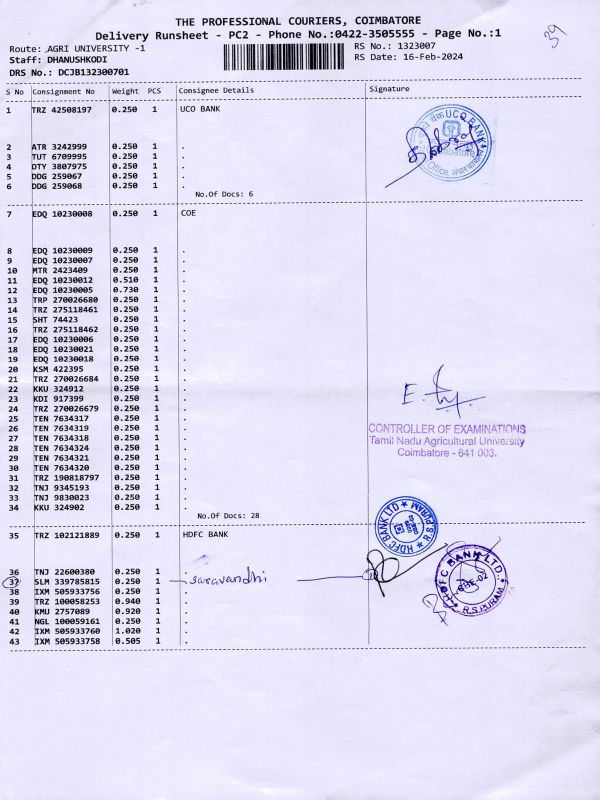 THE PROFESSIONAL COURIERS, COIMBATORE
Delivery Runsheet - PC2 - Phone No.:0422-3505555 - Page No.:1
39
Route: AGRI UNIVERSITY -1
RS No.: 1323007
Staff: DHANUSHKODI
RS Date: 16-Feb-2024
DRS No.: DCJB132300701
S No Consignment No Weight PCS Consignee Details Signature
1 TRZ 42508197 0.250 1 UCO BANK
UCO BANK
Coimbatore
2 ATR 3242999 0.250 1 .
3 TUT 6709995 0.250 1 .
4 DTY 3807975 0.250 1 .
5 DDG 259067 0.250 1 .
6 DDG 259068 0.250 1 .
No.Of Docs: 6
7 EDQ 10230008 0.250 1 COE
8 EDQ 10230009 0.250 1 .
9 EDQ 10230007 0.250 1 .
10 MTR 2423409 0.250 1 .
11 EDQ 10230012 0.510 1 .
12 EDQ 10230005 0.730 1 .
13 TRP 270026680 0.250 1 .
14 TRZ 275118461 0.250 1 .
15 SHT 74423 0.250 1 .
16 TRZ 275118462 0.250 1 .
17 EDQ 10230006 0.250 1 .
18 EDQ 10230021 0.250 1 .
19 EDQ 10230018 0.250 1 .
20 KSM 422395 0.250 1 .
21 TRZ 270026684 0.250 1 .
22 KKU 324912 0.250 1 .
23 KDI 917399 0.250 1 .
24 TRZ 270026679 0.250 1 .
25 TEN 7634317 0.250 1 .
26 TEN 7634319 0.250 1 .
27 TEN 7634318 0.250 1 .
28 TEN 7634324 0.250 1 .
29 TEN 7634321 0.250 1 .
30 TEN 7634320 0.250 1 .
31 TRZ 190818797 0.250 1 .
32 TNJ 9345193 0.250 1 .
33 TNJ 9830023 0.250 1 .
34 KKU 324902 0.250 1 .
CONTROLLER OF EXAMINATIONS
Tamil Nadu Agricultural University
Coimbatore - 641 003.
No.Of Docs: 28
35 TRZ 102121889 0.250 1 HDFC BANK
HDFC BANK LTD ★ R.S. PURAM ★
36 TNJ 22600380 0.250 1 .
37 SLM 339785815 0.250 1 saravandhi
38 IXM 505933756 0.250 1 .
39 TRZ 100058253 0.940 1 .
40 KMU 2757089 0.920 1 .
41 NGL 100059161 0.250 1 .
42 IXM 505933760 1.020 1 .
43 IXM 505933758 0.505 1 .
HDFC BANK LTD.
CBE-02
R.S.PURAM